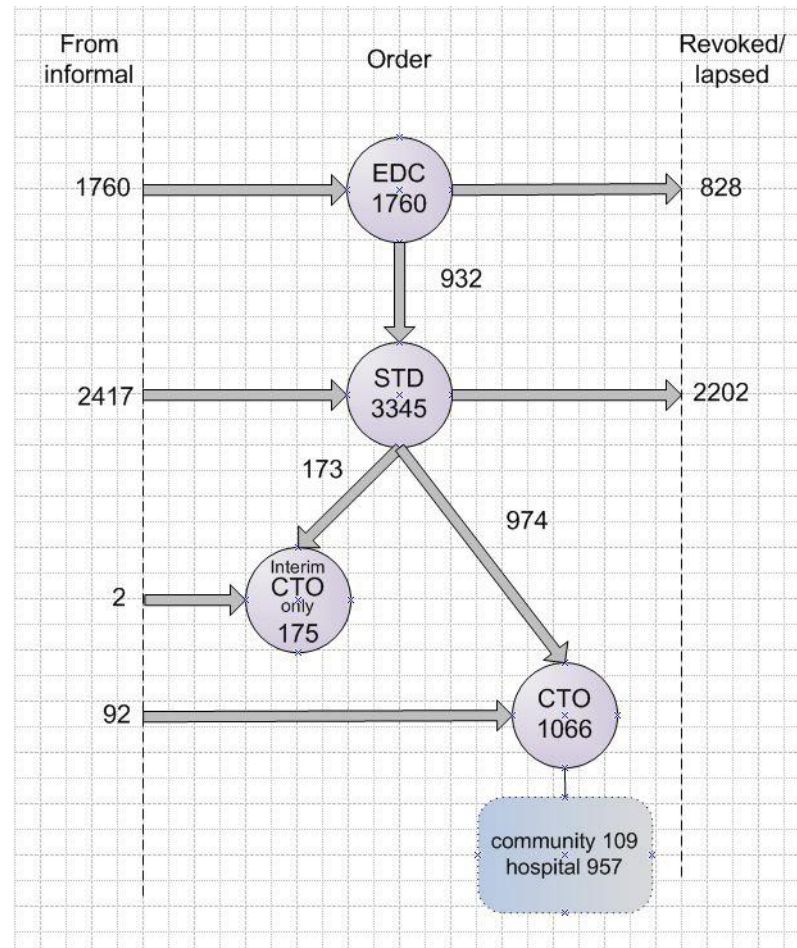 From
informal
Order
Revoked/
lapsed
1760
EDC
1760
828
932
2417
STD
3345
2202
173
974
2
Interim
CTO
only
175
92
CTO
1066
community 109
hospital 957